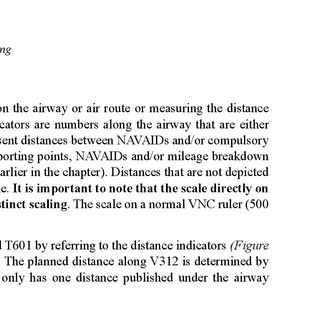 ng
on the airway or air route or measuring the distance
cators are numbers along the airway that are either
sent distances between NAVAIDs and/or compulsory
porting points, NAVAIDs and/or mileage breakdown
arlier in the chapter). Distances that are not depicted
e. It is important to note that the scale directly on
stinct scaling. The scale on a normal VNC ruler (500
d T601 by referring to the distance indicators (Figure
. The planned distance along V312 is determined by
only has one distance published under the airway